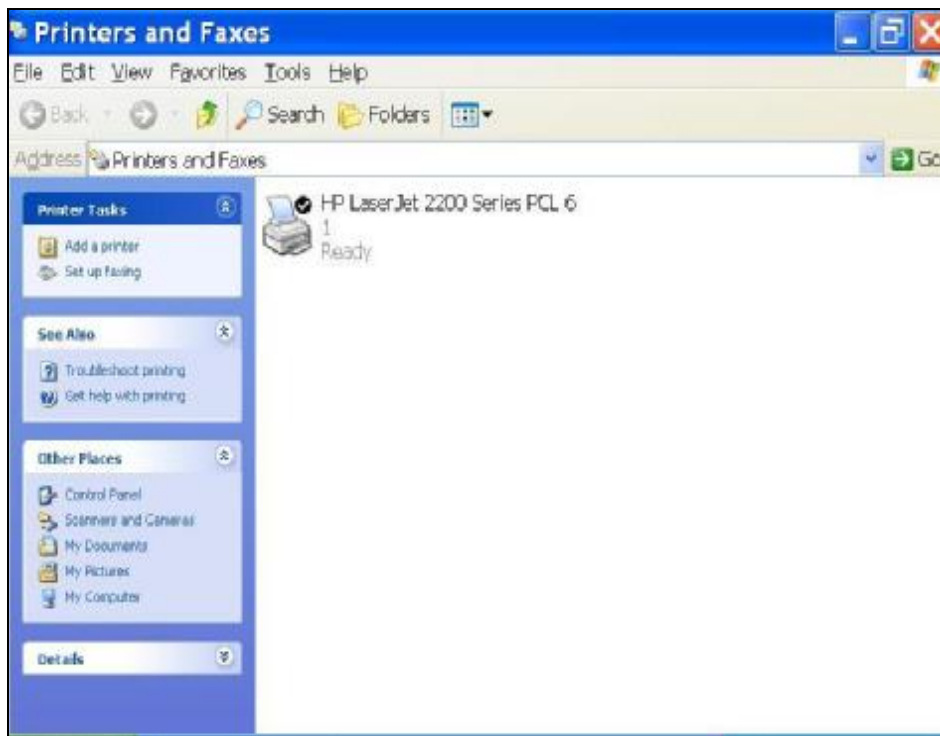 Printers and Faxes
File Edit View Favorites Tools Help
Back Search Folders
Address Printers and Faxes Go
Printer Tasks
Add a printer
Set up faxing
See Also
Troubleshoot printing
Get help with printing
Other Places
Control Panel
Scanners and Cameras
My Documents
My Pictures
My Computer
Details
HP LaserJet 2200 Series PCL 6
1
Ready